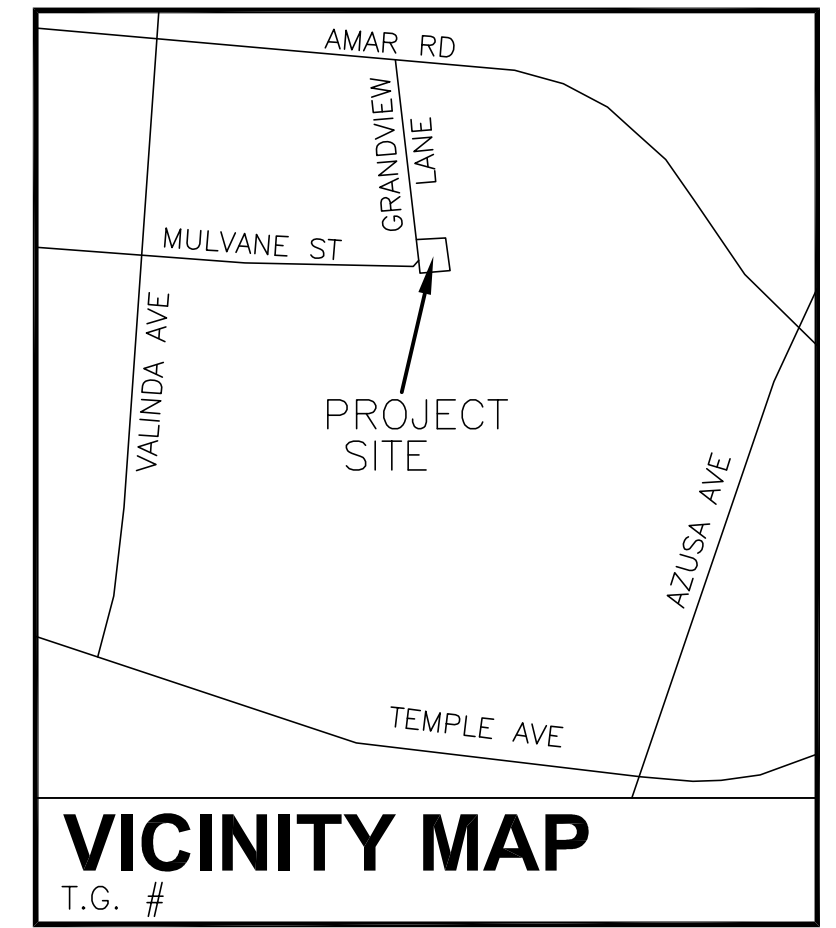 AMAR RD
GRANDVIEW
LANE
MULVANE ST
VALINDA AVE
PROJECT
SITE
AZUSA AVE
TEMPLE AVE
VICINITY MAP
T.G. #